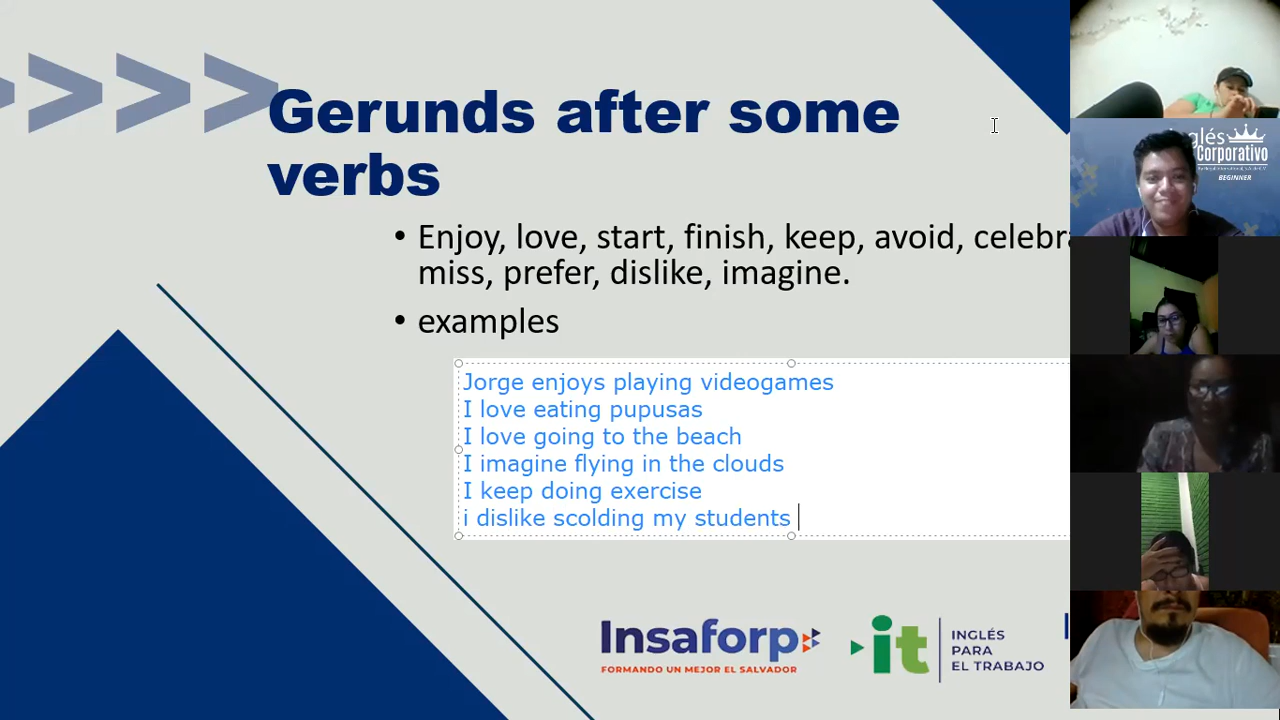 Gerunds after some
verbs
• Enjoy, love, start, finish, keep, avoid,
miss, prefer, dislike, imagine.
• examples
Jorge enjoys playing videogames
I love eating pupusas
I love going to the beach
I imagine flying in the clouds
I keep doing exercise
i dislike scolding my students
Insaforp
FORMANDO UN MEJOR EL SALVADOR
it
INGLÉS
PARA
EL TRABAJO
Corporativo
BEGINNER